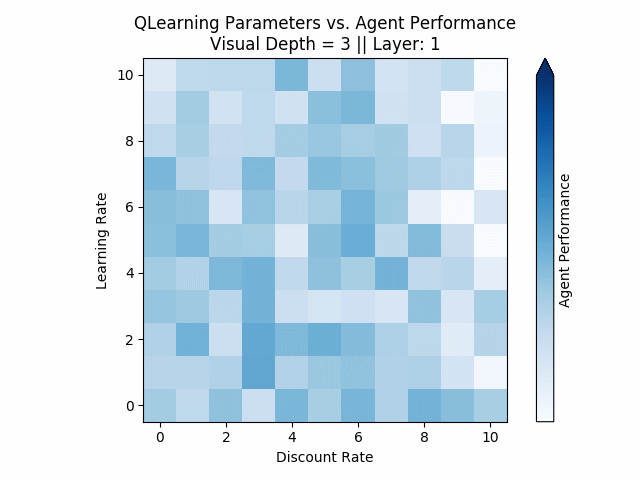 QLearning Parameters vs. Agent Performance
Visual Depth = 3 || Layer: 1
10
8
6
4
2
0
Learning Rate
0 2 4 6 8 10
Discount Rate
Agent Performance